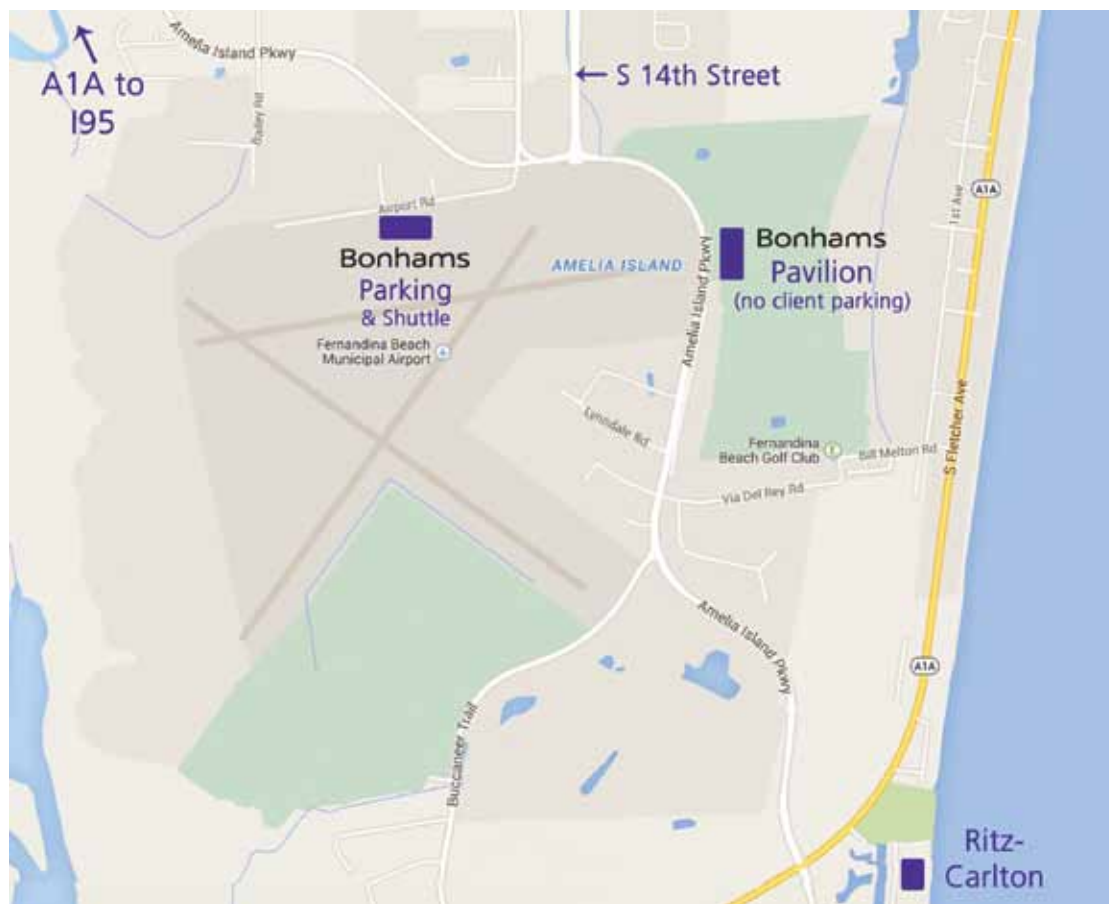 Amelia Island Pkwy
A1A to
I95
S 14th Street
Bailey Rd
1st Ave
A1A
Airport Rd
Bonhams
Parking
& Shuttle
AMELIA ISLAND
Amelia Island Pkwy
Bonhams
Pavilion
(no client parking)
Fernandina Beach
Municipal Airport
Lynndale Rd
Fernandina
Beach Golf Club
Bill Melton Rd
S Fletcher Ave
Via Del Rey Rd
Amelia Island Pkwy
A1A
Buccaneer Trail
Ritz-
Carlton